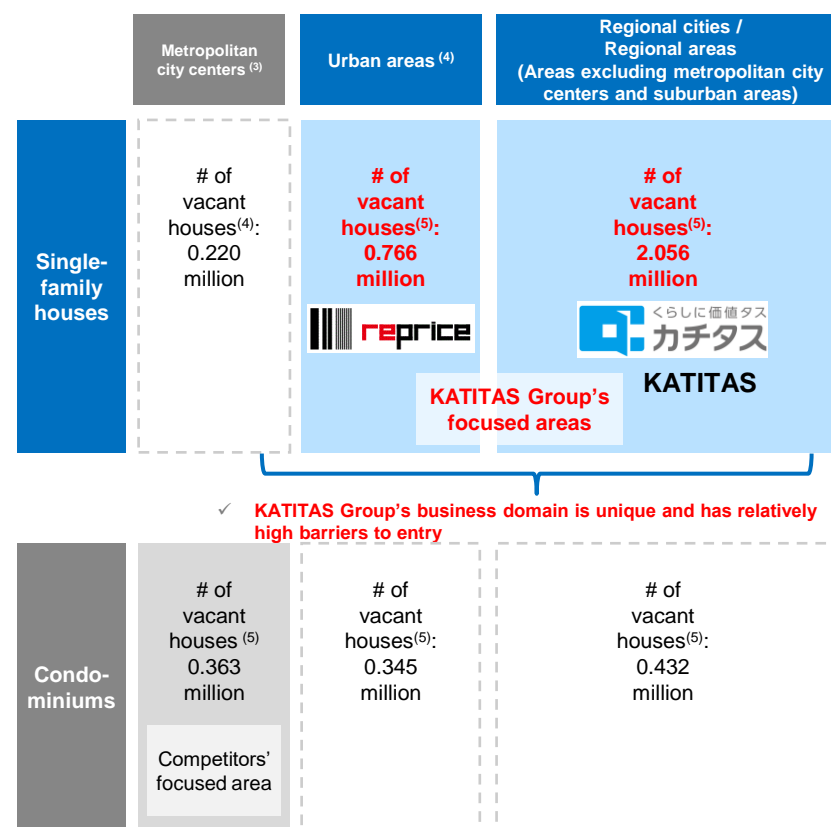 Metropolitan
city centers (3)
Urban areas (4)
Regional cities /
Regional areas
(Areas excluding metropolitan city
centers and suburban areas)
Single-
family
houses
# of
vacant
houses(4):
0.220
million
# of
vacant
houses(5):
0.766
million
reprice
# of
vacant
houses(5):
2.056
million
くらしに価値タス
カチタス
KATITAS
KATITAS Group's
focused areas
✓ KATITAS Group's business domain is unique and has relatively
high barriers to entry
Condo-
miniums
# of
vacant
houses (5)
0.363
million
Competitors'
focused area
# of
vacant
houses(5):
0.345
million
# of
vacant
houses(5):
0.432
million